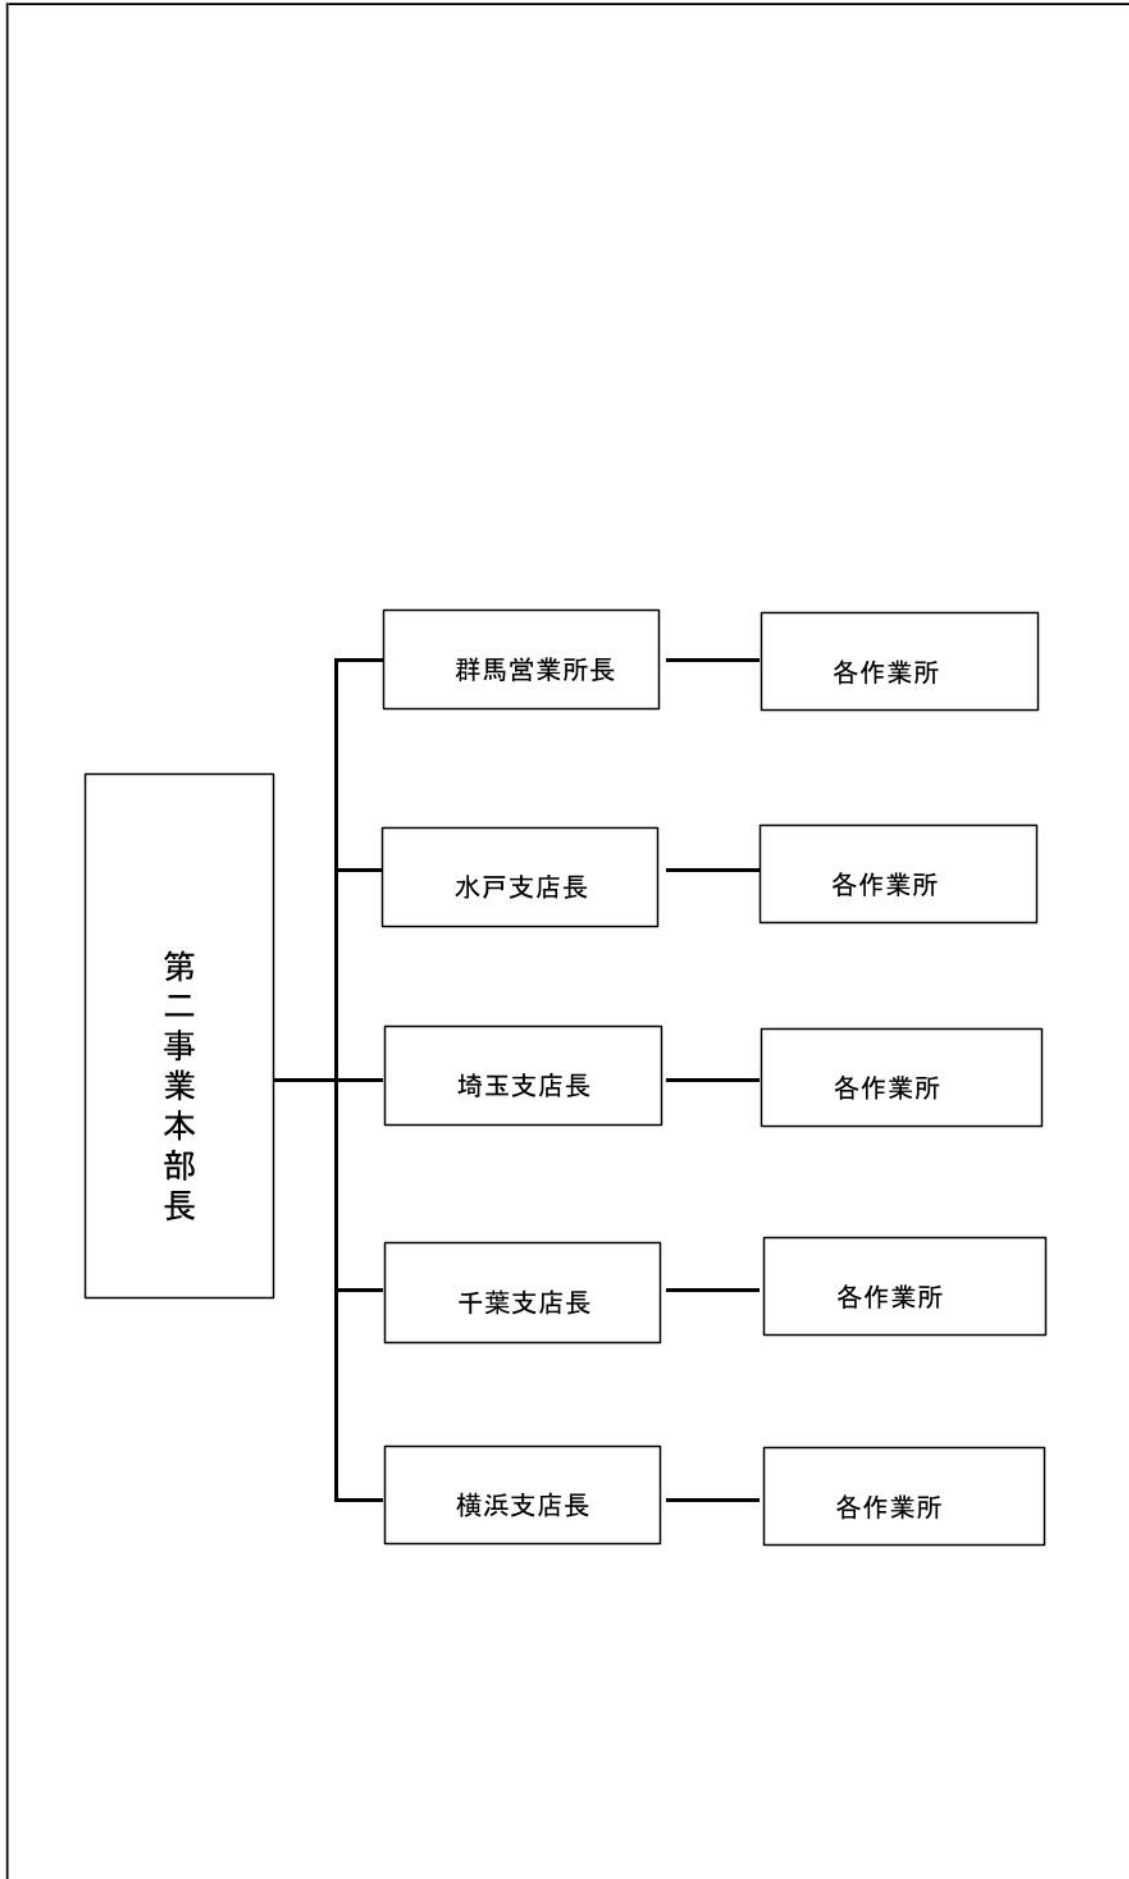 群馬営業所長
各作業所
水戸支店長
各作業所
第二事業本部長
埼玉支店長
各作業所
千葉支店長
各作業所
横浜支店長
各作業所